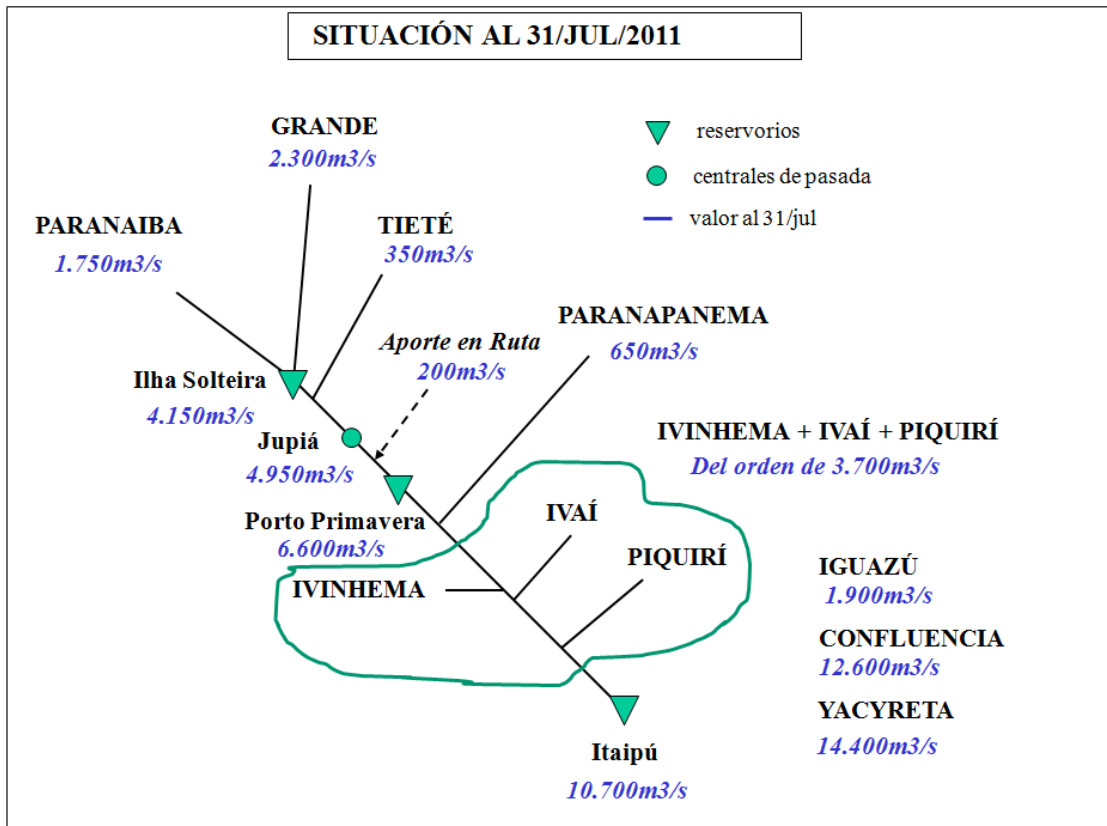 SITUACIÓN AL 31/JUL/2011
GRANDE
2.300m3/s
reservorios
centrales de pasada
valor al 31/jul
PARANAIBA
1.750m3/s
TIETÉ
350m3/s
PARANAPANEMA
650m3/s
Aporte en Ruta
200m3/s
Ilha Solteira
4.150m3/s
Jupiá
4.950m3/s
IVINHEMA + IVAÍ + PIQUIRÍ
Del orden de 3.700m3/s
Porto Primavera
6.600m3/s
IVAÍ
PIQUIRÍ
IVINHEMA
IGUAZÚ
1.900m3/s
CONFLUENCIA
12.600m3/s
YACYRETA
14.400m3/s
Itaipú
10.700m3/s